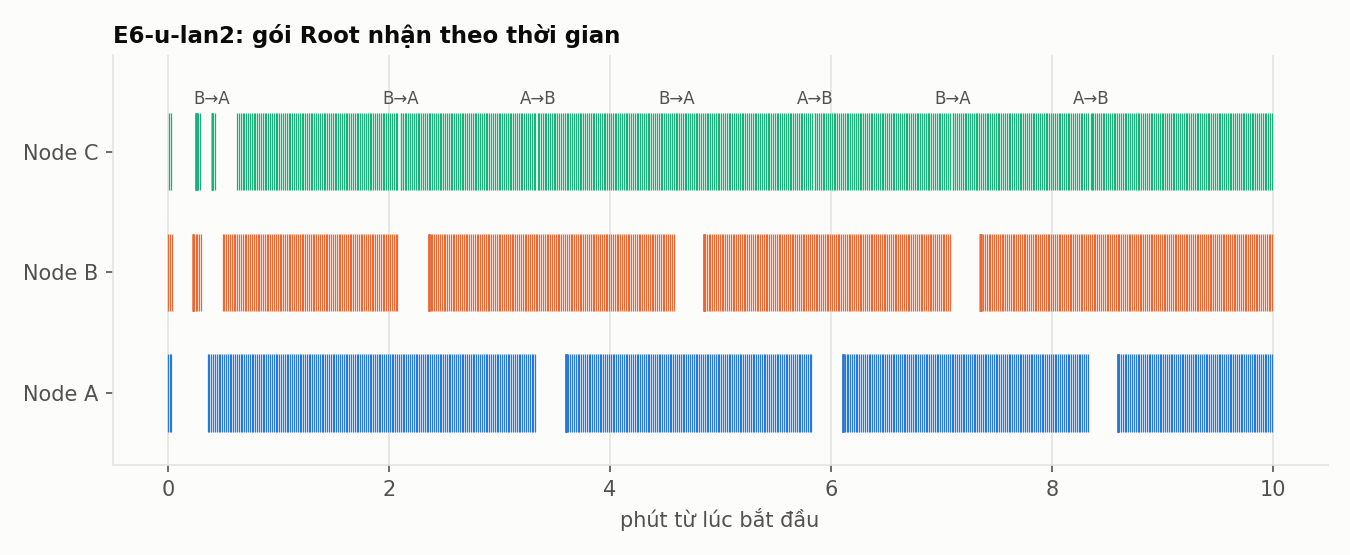 E6-u-lan2: gói Root nhận theo thời gian
B→A B→A A→B B→A A→B B→A A→B
Node C
Node B
Node A
0 2 4 6 8 10
phút từ lúc bắt đầu